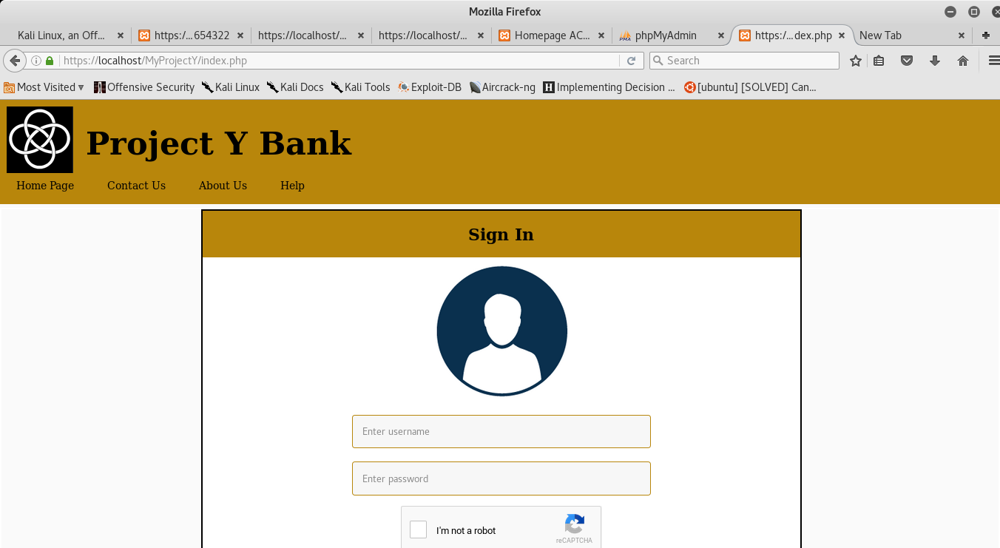 Mozilla Firefox
Kali Linux, an Off... https:/...654322 https://localhost/... https://localhost/... Homepage AC... phpMyAdmin https:/...dex.php New Tab
https://localhost/MyProjectY/index.php Search
Most Visited Offensive Security Kali Linux Kali Docs Kali Tools Exploit-DB Aircrack-ng Implementing Decision ... [ubuntu] [SOLVED] Can...
Project Y Bank
Home Page Contact Us About Us Help
Sign In
Enter username
Enter password
I'm not a robot
reCAPTCHA